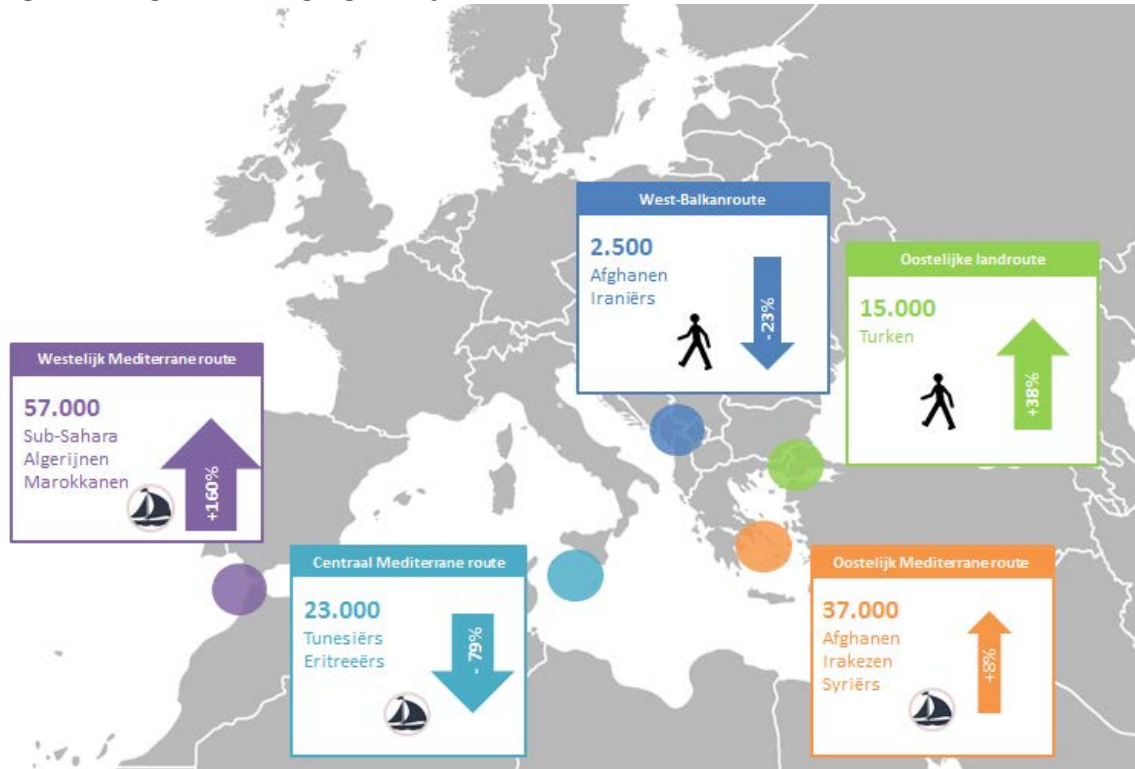 West-Balkanroute
2.500
Afghanen
Iraniërs
-23%
Oostelijke landroute
15.000
Turken
+38%
Westelijk Mediterrane route
57.000
Sub-Sahara
Algerijnen
Marokkanen
+160%
Centraal Mediterrane route
23.000
Tunesiërs
Eritreeërs
- 79%
Oostelijk Mediterrane route
37.000
Afghanen
Irakezen
Syriërs
+8%